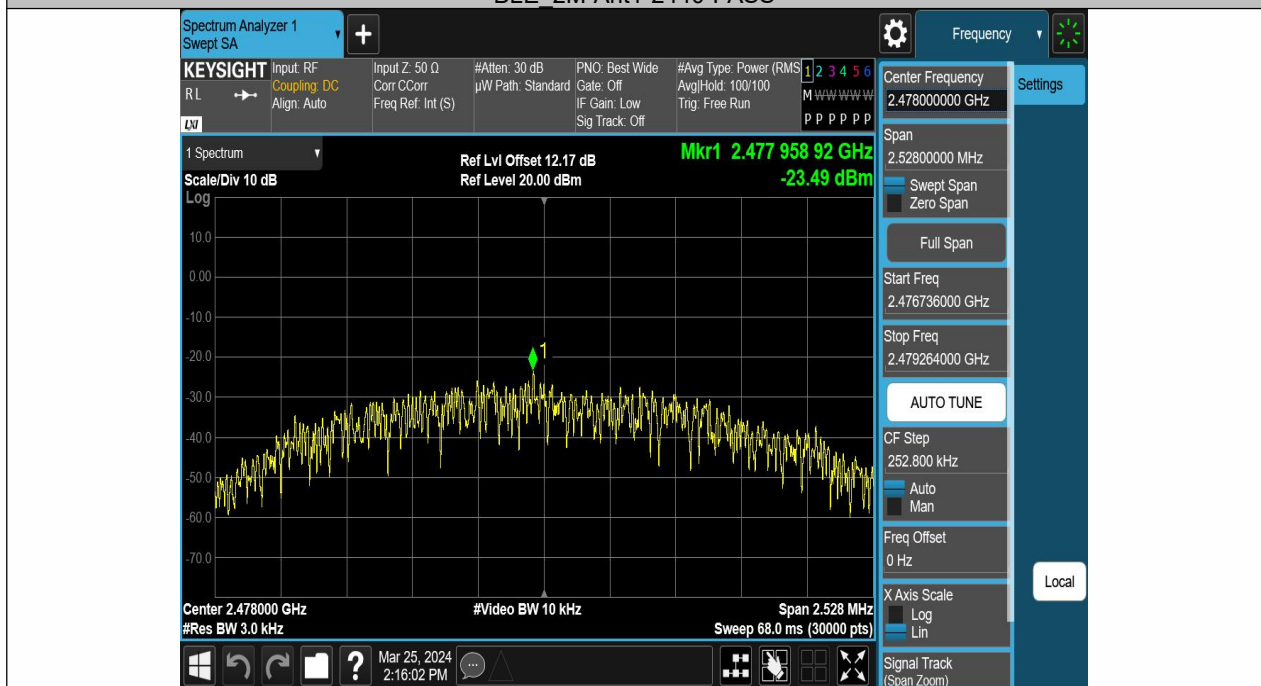 Spectrum Analyzer 1
Swept SA
+
Frequency
KEYSIGHT
RL
LXI
Input: RF
Coupling: DC
Align: Auto
Input Z: 50 Ω
Corr CCorr
Freq Ref: Int (S)
#Atten: 30 dB
µW Path: Standard
PNO: Best Wide
Gate: Off
IF Gain: Low
Sig Track: Off
#Avg Type: Power (RMS
Avg|Hold: 100/100
Trig: Free Run
1 2 3 4 5 6
M W W W W W
P P P P P P
1 Spectrum
Scale/Div 10 dB
Ref Lvl Offset 12.17 dB
Ref Level 20.00 dBm
Mkr1 2.477 958 92 GHz
-23.49 dBm
Log
10.0
0.00
-10.0
-20.0
-30.0
-40.0
-50.0
-60.0
-70.0
1
Center 2.478000 GHz
#Res BW 3.0 kHz
#Video BW 10 kHz
Span 2.528 MHz
Sweep 68.0 ms (30000 pts)
Mar 25, 2024
2:16:02 PM
Center Frequency
2.478000000 GHz
Settings
Span
2.52800000 MHz
Swept Span
Zero Span
Full Span
Start Freq
2.476736000 GHz
Stop Freq
2.479264000 GHz
AUTO TUNE
CF Step
252.800 kHz
Auto
Man
Freq Offset
0 Hz
X Axis Scale
Log
Lin
Local
Signal Track
(Span Zoom)